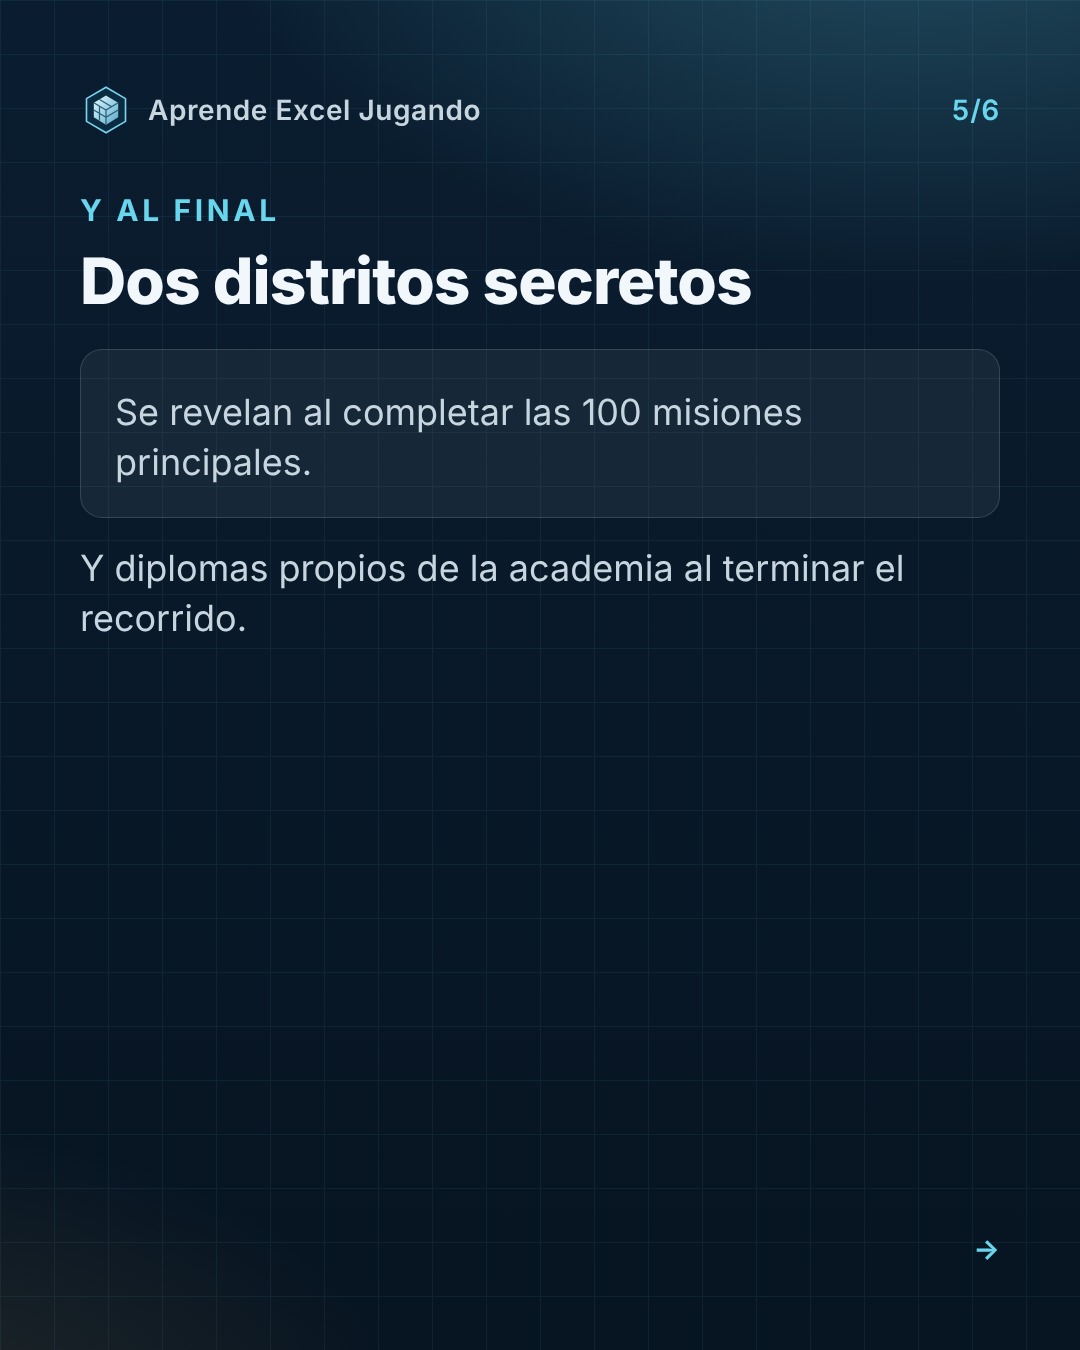 Aprende Excel Jugando
5/6
Y AL FINAL
Dos distritos secretos
Se revelan al completar las 100 misiones
principales.
Y diplomas propios de la academia al terminar el
recorrido.
→